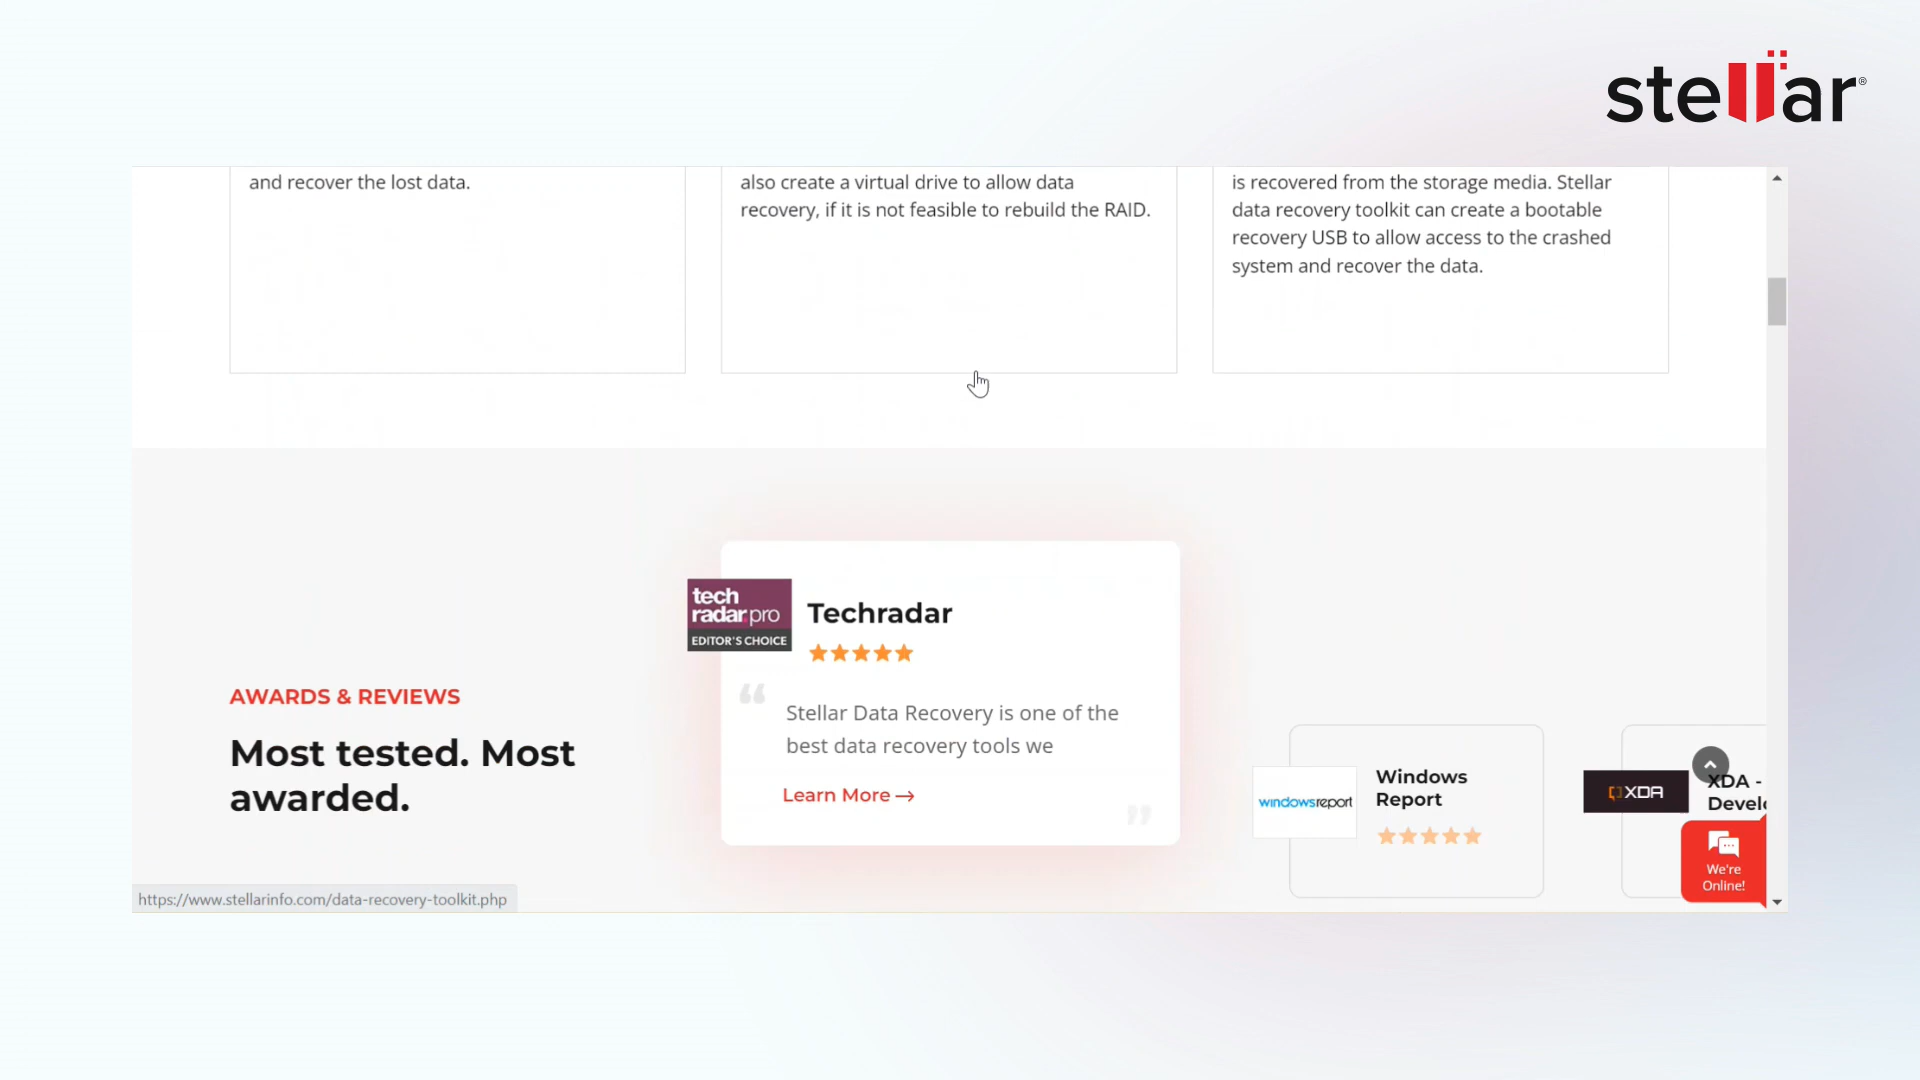 stellar®
and recover the lost data.
also create a virtual drive to allow data
recovery, if it is not feasible to rebuild the RAID.
is recovered from the storage media. Stellar
data recovery toolkit can create a bootable
recovery USB to allow access to the crashed
system and recover the data.
AWARDS & REVIEWS
Most tested. Most
awarded.
tech
radar.pro
EDITOR'S CHOICE
Techradar
“
Stellar Data Recovery is one of the
best data recovery tools we
Learn More →
”
windowsreport
Windows
Report
XDA
XDA -
Develo
We're
Online!
https://www.stellarinfo.com/data-recovery-toolkit.php